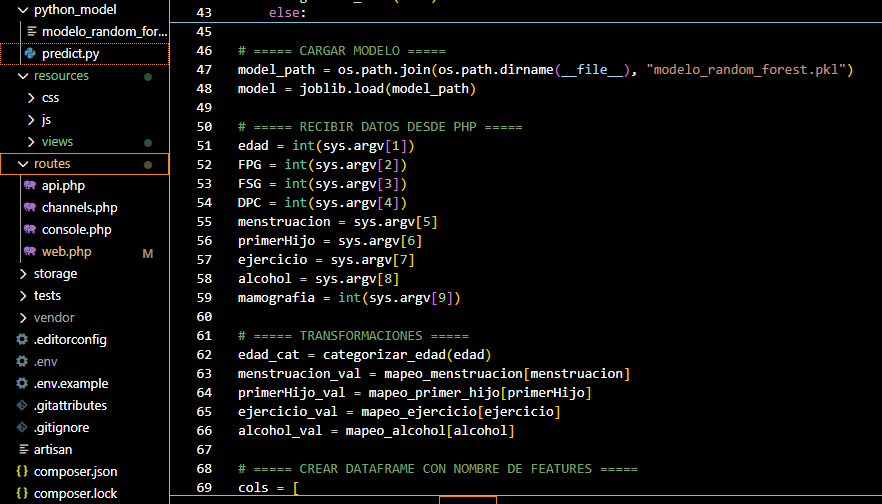 python_model
modelo_random_for...
predict.py
resources
css
js
views
routes
api.php
channels.php
console.php
web.php M
storage
tests
vendor
.editorconfig
.env
.env.example
.gitattributes
.gitignore
artisan
composer.json
composer.lock
43 else:
45
46 # ===== CARGAR MODELO =====
47 model_path = os.path.join(os.path.dirname(__file__), "modelo_random_forest.pkl")
48 model = joblib.load(model_path)
49
50 # ===== RECIBIR DATOS DESDE PHP =====
51 edad = int(sys.argv[1])
52 FPG = int(sys.argv[2])
53 FSG = int(sys.argv[3])
54 DPC = int(sys.argv[4])
55 menstruacion = sys.argv[5]
56 primerHijo = sys.argv[6]
57 ejercicio = sys.argv[7]
58 alcohol = sys.argv[8]
59 mamografia = int(sys.argv[9])
60
61 # ===== TRANSFORMACIONES =====
62 edad_cat = categorizar_edad(edad)
63 menstruacion_val = mapeo_menstruacion[menstruacion]
64 primerHijo_val = mapeo_primer_hijo[primerHijo]
65 ejercicio_val = mapeo_ejercicio[ejercicio]
66 alcohol_val = mapeo_alcohol[alcohol]
67
68 # ===== CREAR DATAFRAME CON NOMBRE DE FEATURES =====
69 cols = [